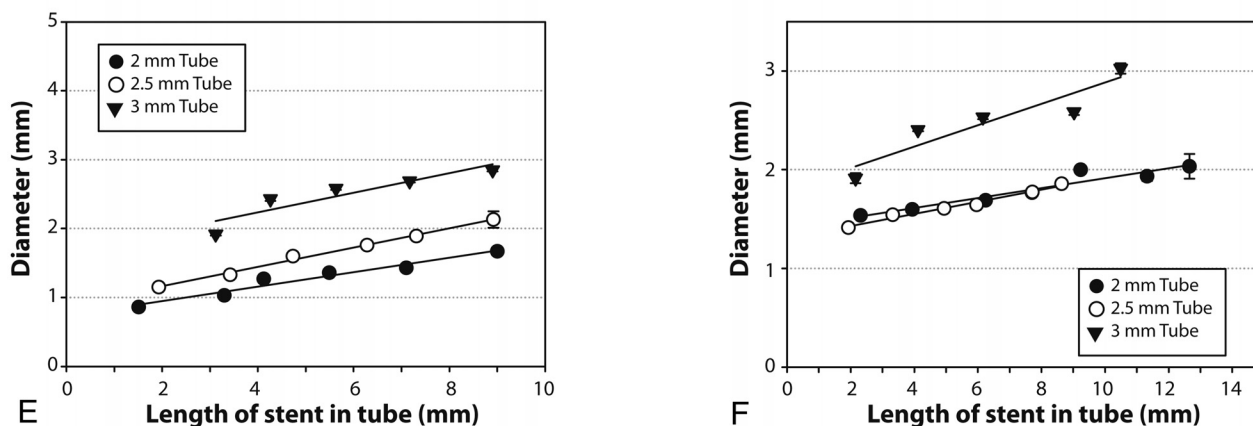 5
4
3
2
1
0
Diameter (mm)
2 mm Tube
2.5 mm Tube
3 mm Tube
0 2 4 6 8 10
Length of stent in tube (mm)
E
3
2
1
0
Diameter (mm)
2 mm Tube
2.5 mm Tube
3 mm Tube
0 2 4 6 8 10 12 14
Length of stent in tube (mm)
F